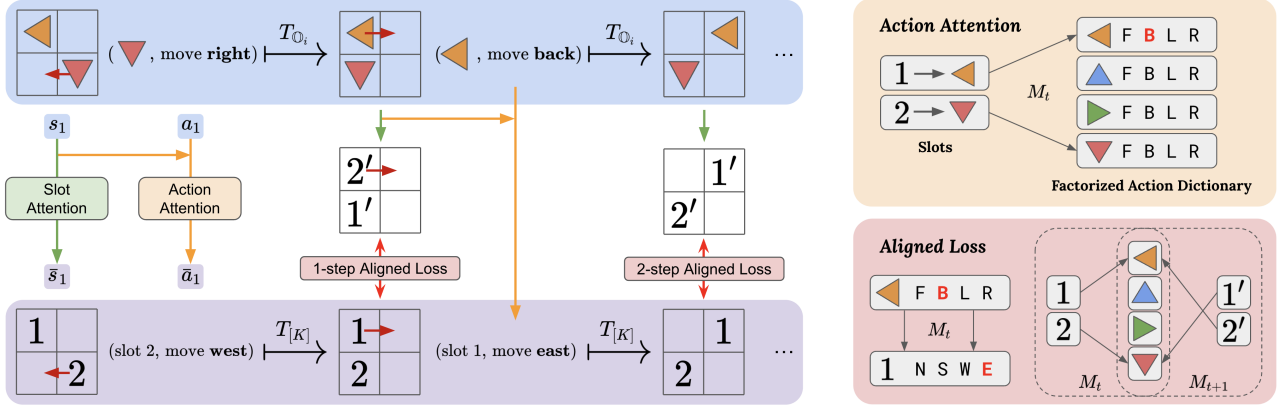 ( , move right) T_{𝕆_i} ( , move back) T_{𝕆_i} ...
s_1 a_1
Slot Attention
Action Attention
s̄_1 ā_1
2′
1′
1′
2′
1-step Aligned Loss
2-step Aligned Loss
1
2
(slot 2, move west) T_{[K]}
1
2
(slot 1, move east) T_{[K]}
1
2
...
Action Attention
1
2
Slots
M_t
F B L R
F B L R
F B L R
F B L R
Factorized Action Dictionary
Aligned Loss
F B L R
M_t
1 N S W E
1
2
1′
2′
M_t M_{t+1}